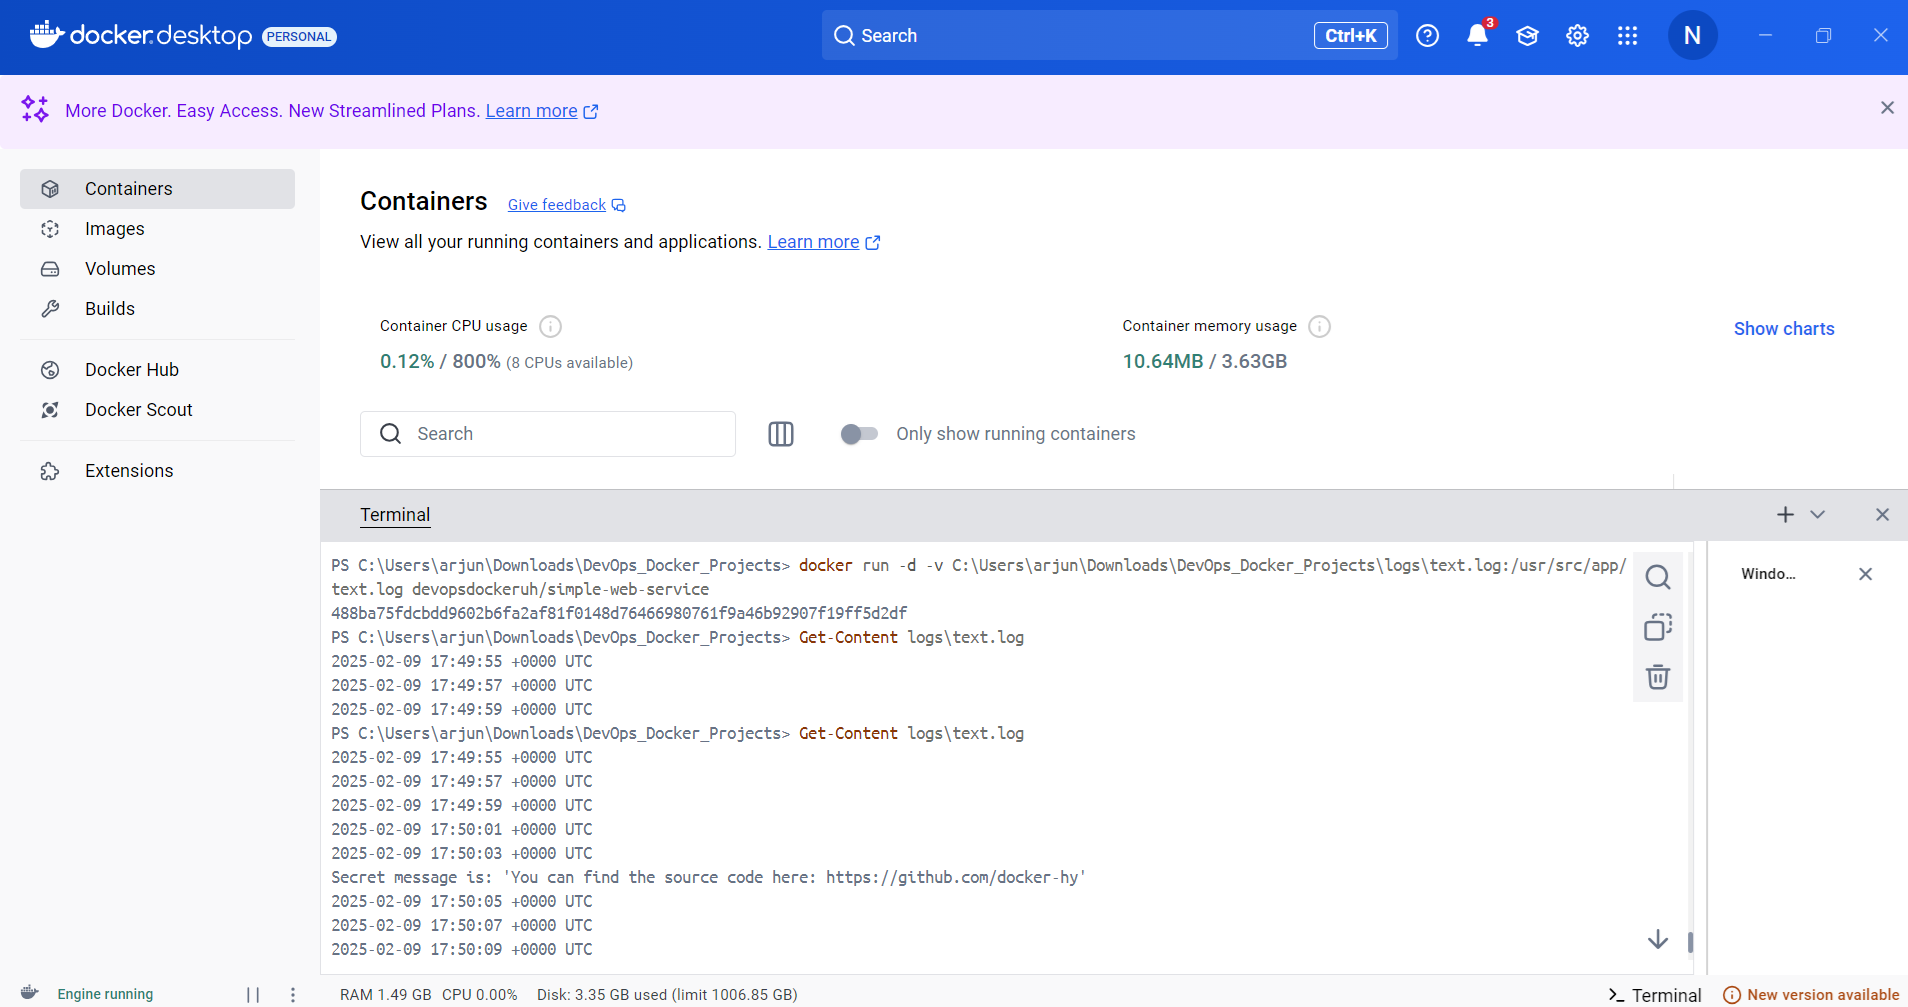 docker.desktop PERSONAL
Search Ctrl+K 3 N
More Docker. Easy Access. New Streamlined Plans. Learn more
Containers
Images
Volumes
Builds
Docker Hub
Docker Scout
Extensions
Containers Give feedback
View all your running containers and applications. Learn more
Container CPU usage
0.12% / 800% (8 CPUs available)
Container memory usage
10.64MB / 3.63GB
Show charts
Search
Only show running containers
Terminal
PS C:\Users\arjun\Downloads\DevOps_Docker_Projects> docker run -d -v C:\Users\arjun\Downloads\DevOps_Docker_Projects\logs\text.log:/usr/src/app/
text.log devopsdockeruh/simple-web-service
488ba75fdcbdd9602b6fa2af81f0148d76466980761f9a46b92907f19ff5d2df
PS C:\Users\arjun\Downloads\DevOps_Docker_Projects> Get-Content logs\text.log
2025-02-09 17:49:55 +0000 UTC
2025-02-09 17:49:57 +0000 UTC
2025-02-09 17:49:59 +0000 UTC
PS C:\Users\arjun\Downloads\DevOps_Docker_Projects> Get-Content logs\text.log
2025-02-09 17:49:55 +0000 UTC
2025-02-09 17:49:57 +0000 UTC
2025-02-09 17:49:59 +0000 UTC
2025-02-09 17:50:01 +0000 UTC
2025-02-09 17:50:03 +0000 UTC
Secret message is: 'You can find the source code here: https://github.com/docker-hy'
2025-02-09 17:50:05 +0000 UTC
2025-02-09 17:50:07 +0000 UTC
2025-02-09 17:50:09 +0000 UTC
Windo...
Engine running
RAM 1.49 GB CPU 0.00% Disk: 3.35 GB used (limit 1006.85 GB)
Terminal
New version available